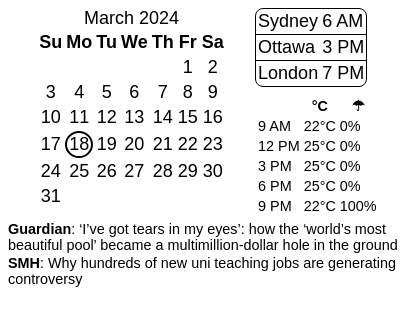 March 2024
Su Mo Tu We Th Fr Sa
1 2
3 4 5 6 7 8 9
10 11 12 13 14 15 16
17 18 19 20 21 22 23
24 25 26 27 28 29 30
31
Sydney 6 AM
Ottawa 3 PM
London 7 PM
°C ☂
9 AM 22°C 0%
12 PM 25°C 0%
3 PM 25°C 0%
6 PM 25°C 0%
9 PM 22°C 100%
Guardian: ‘I’ve got tears in my eyes’: how the ‘world’s most
beautiful pool’ became a multimillion-dollar hole in the ground
SMH: Why hundreds of new uni teaching jobs are generating
controversy